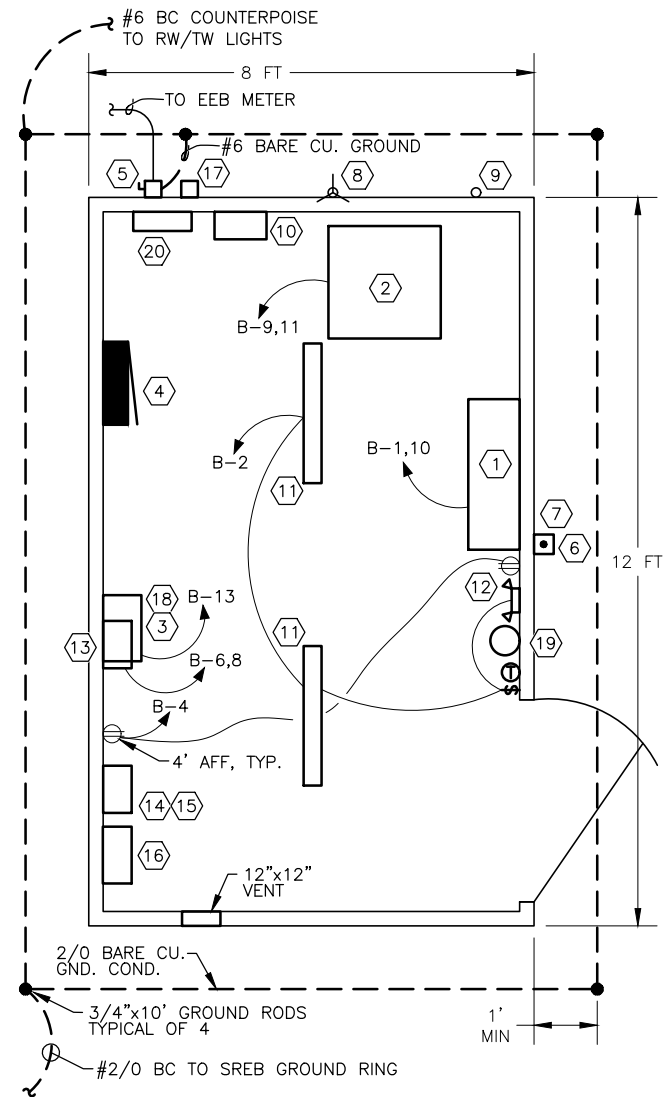 #6 BC COUNTERPOISE
TO RW/TW LIGHTS
8 FT
TO EEB METER
#6 BARE CU. GROUND
5
17
8
9
20
10
2
B-9,11
4
B-2
B-1,10
1
11
7
6
12 FT
12
18
B-13
3
11
13
19
B-6,8
T
S
B-4
4' AFF, TYP.
14
15
16
12"x12"
VENT
2/0 BARE CU.
GND. COND.
3/4"x10' GROUND RODS
TYPICAL OF 4
1'
MIN
#2/0 BC TO SREB GROUND RING